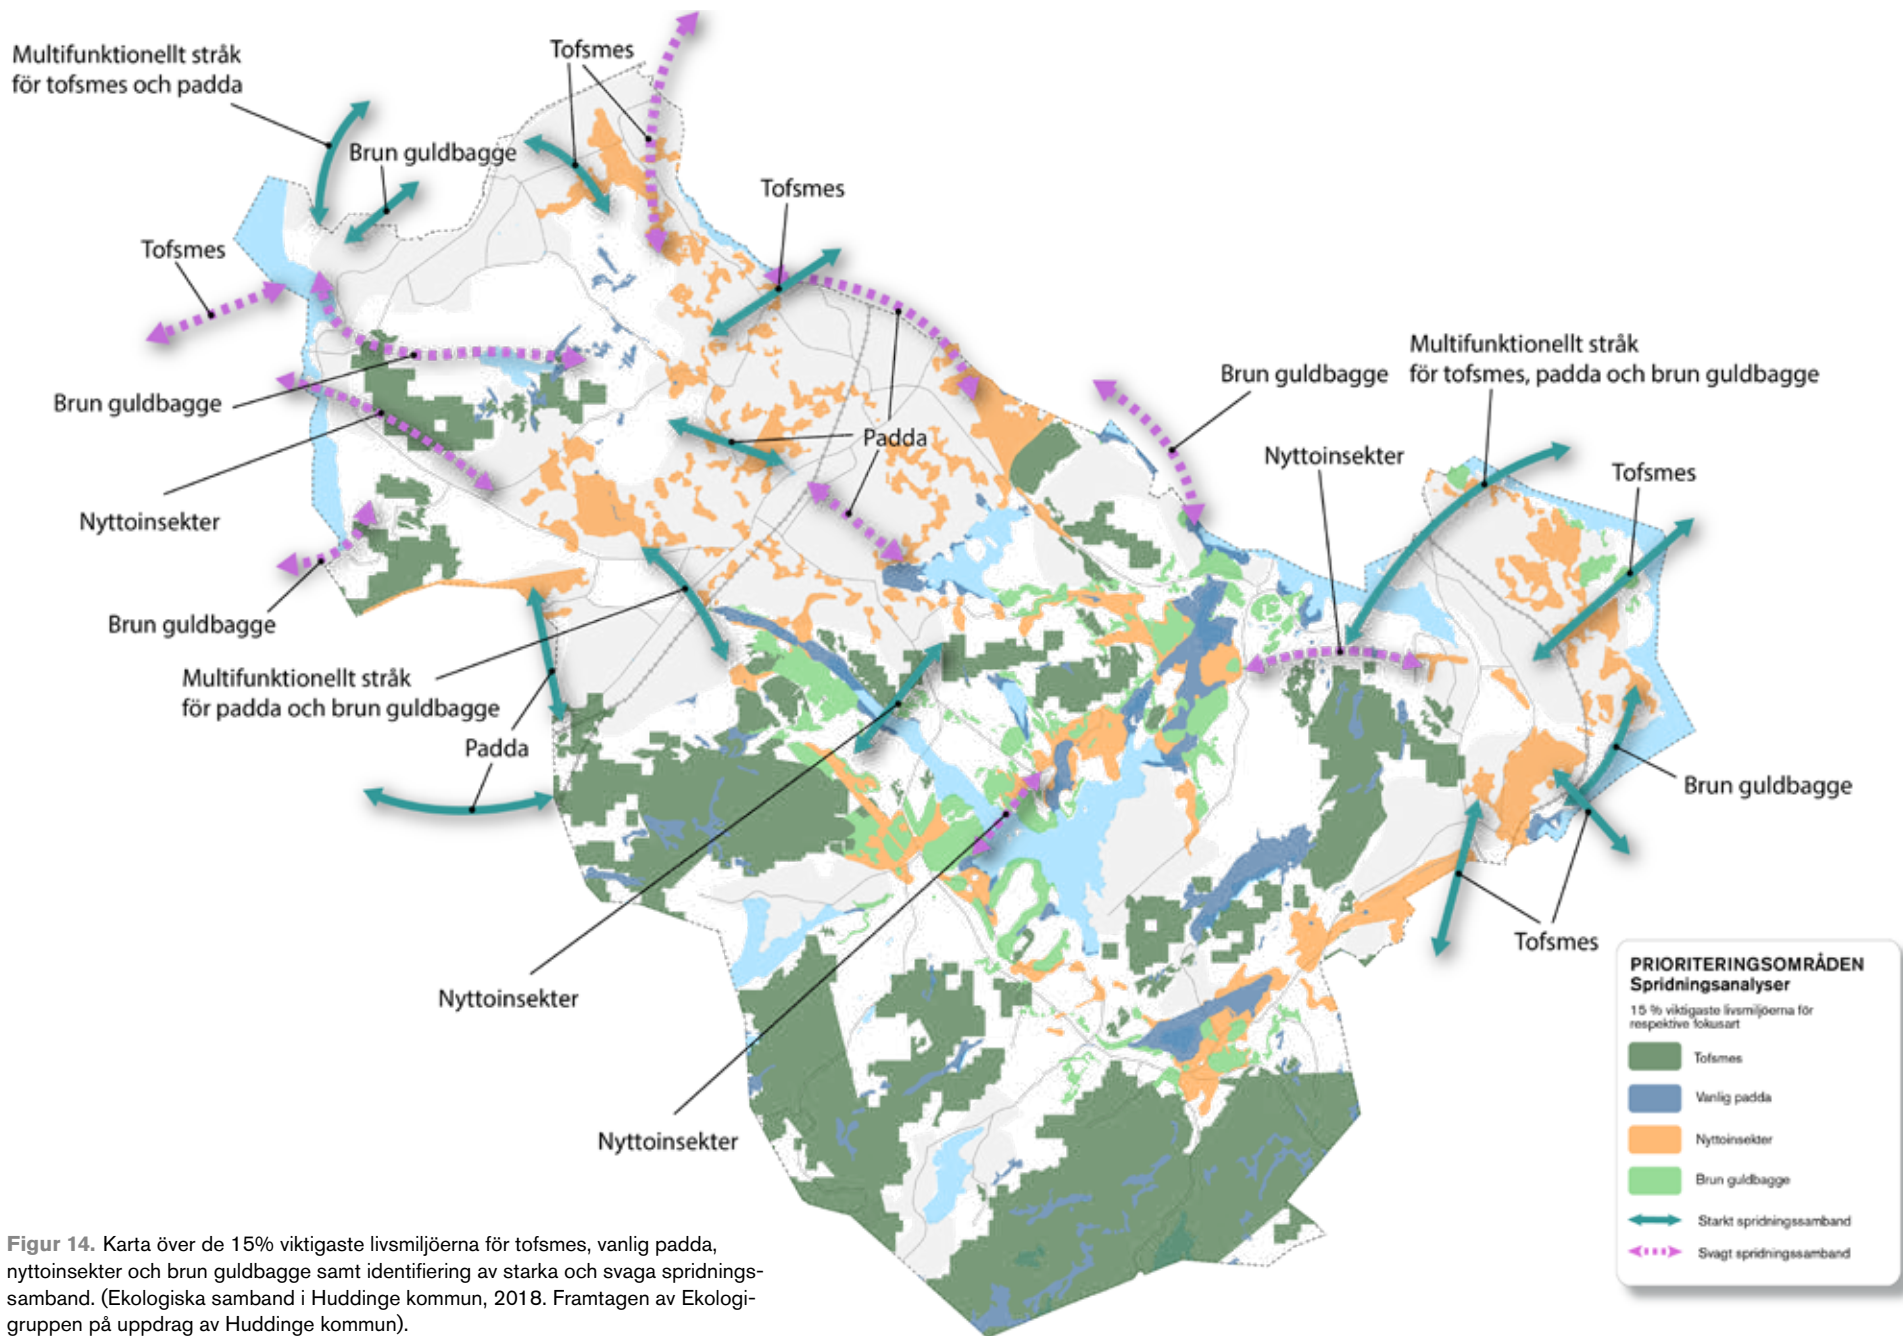 Multifunktionellt stråk
för tofsmes och padda
Tofsmes
Brun guldbagge
Tofsmes
Tofsmes
Brun guldbagge
Nyttoinsekter
Brun guldbagge
Multifunktionellt stråk
för padda och brun guldbagge
Padda
Padda
Brun guldbagge
Multifunktionellt stråk
för tofsmes, padda och brun guldbagge
Nyttoinsekter
Tofsmes
Brun guldbagge
Tofsmes
Nyttoinsekter
Nyttoinsekter
PRIORITERINGSOMRÅDEN
Spridningsanalyser
15 % viktigaste livsmiljöerna för
respektive fokusart
Tofsmes
Vanlig padda
Nyttoinsekter
Brun guldbagge
Starkt spridningssamband
Svagt spridningssamband
Figur 14. Karta över de 15% viktigaste livsmiljöerna för tofsmes, vanlig padda,
nyttoinsekter och brun guldbagge samt identifiering av starka och svaga spridnings-
samband. (Ekologiska samband i Huddinge kommun, 2018. Framtagen av Ekologi-
gruppen på uppdrag av Huddinge kommun).